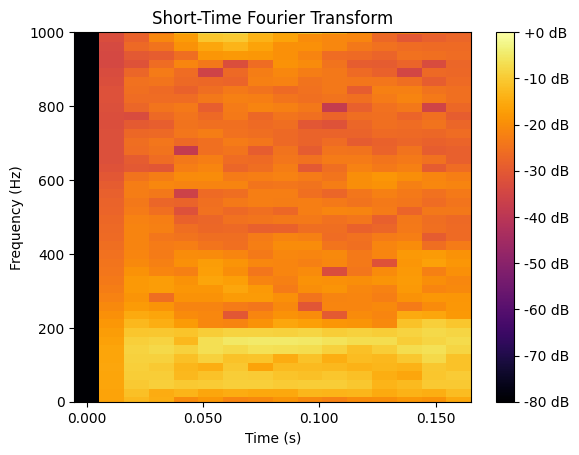 Short-Time Fourier Transform
Frequency (Hz)
1000
800
600
400
200
0
0.000
0.050
0.100
0.150
Time (s)
+0 dB
-10 dB
-20 dB
-30 dB
-40 dB
-50 dB
-60 dB
-70 dB
-80 dB